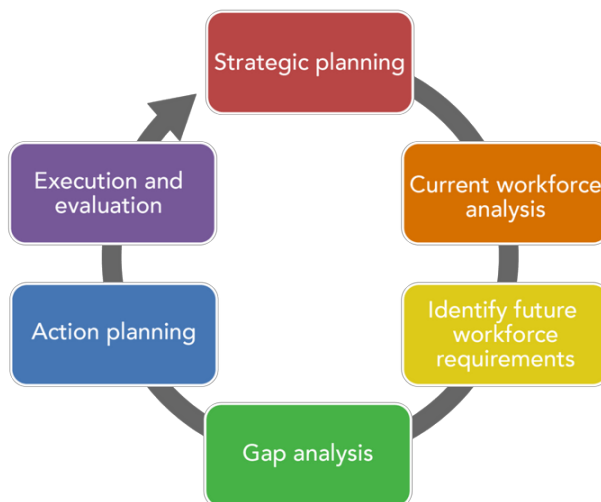 Strategic planning
Current workforce
analysis
Identify future
workforce
requirements
Gap analysis
Action planning
Execution and
evaluation